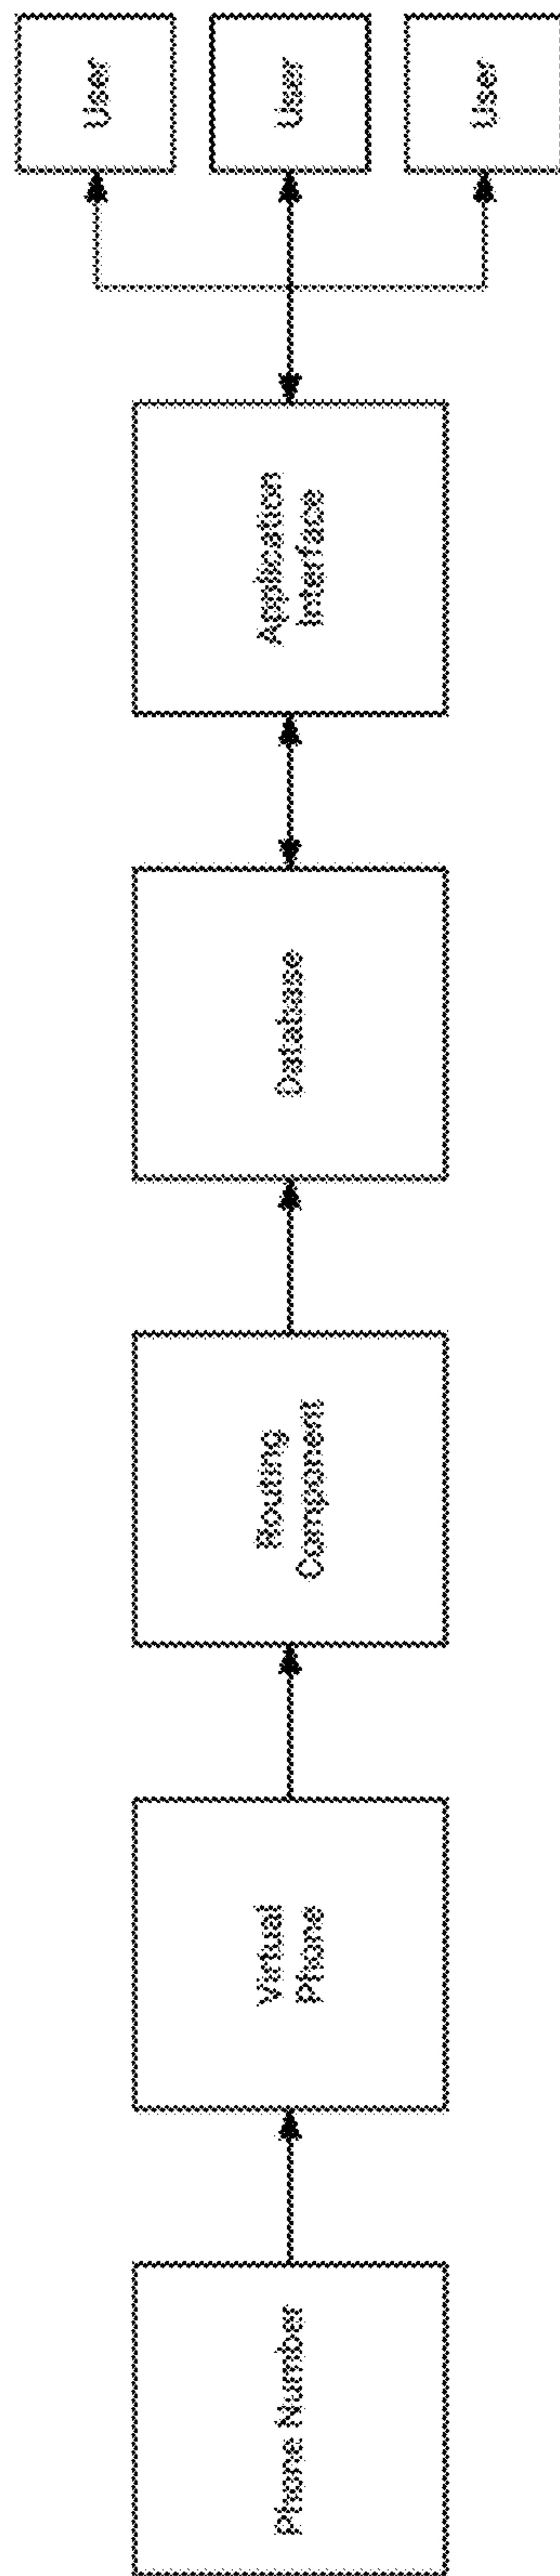 Phone Number
Virtual
Phone
Routing
Component
Database
Application
Interface
User
User
User